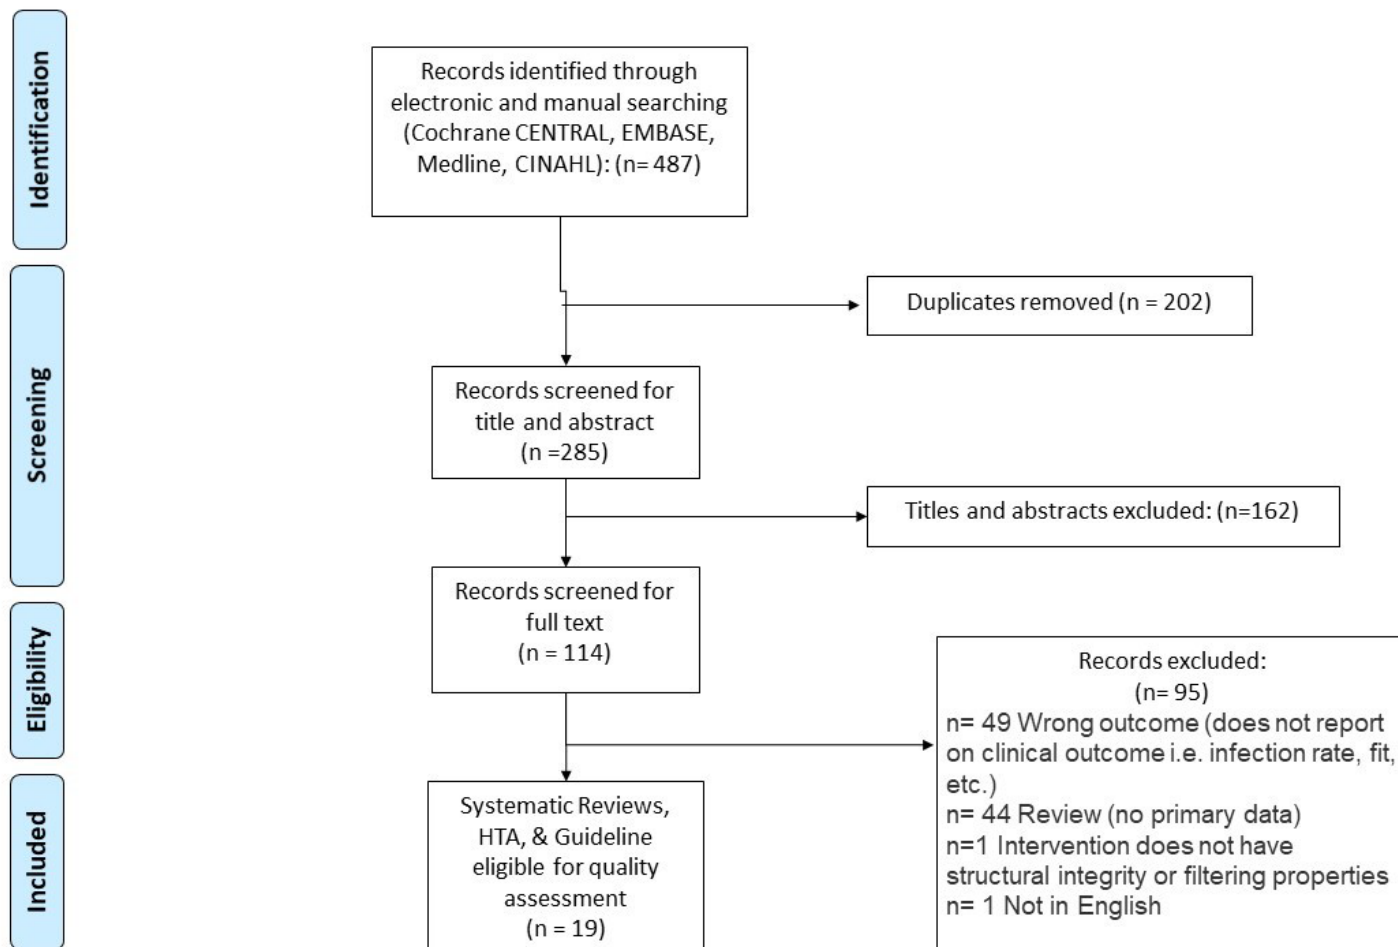 Identification
Records identified through
electronic and manual searching
(Cochrane CENTRAL, EMBASE,
Medline, CINAHL): (n= 487)
Screening
Duplicates removed (n = 202)
Records screened for
title and abstract
(n =285)
Titles and abstracts excluded: (n=162)
Eligibility
Records screened for
full text
(n = 114)
Records excluded:
(n= 95)
n= 49 Wrong outcome (does not report
on clinical outcome i.e. infection rate, fit,
etc.)
n= 44 Review (no primary data)
n=1 Intervention does not have
structural integrity or filtering properties
n= 1 Not in English
Included
Systematic Reviews,
HTA, & Guideline
eligible for quality
assessment
(n = 19)